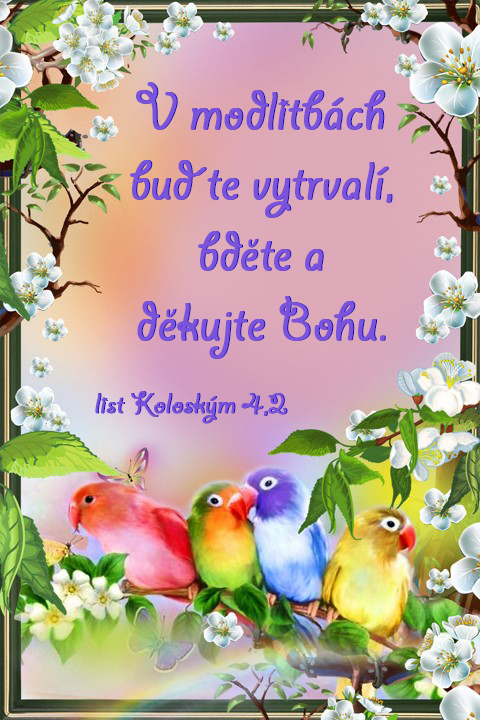 V modlitbách
buďte vytrvalí,
bděte a
děkujte Bohu.
list Koloským 4,2